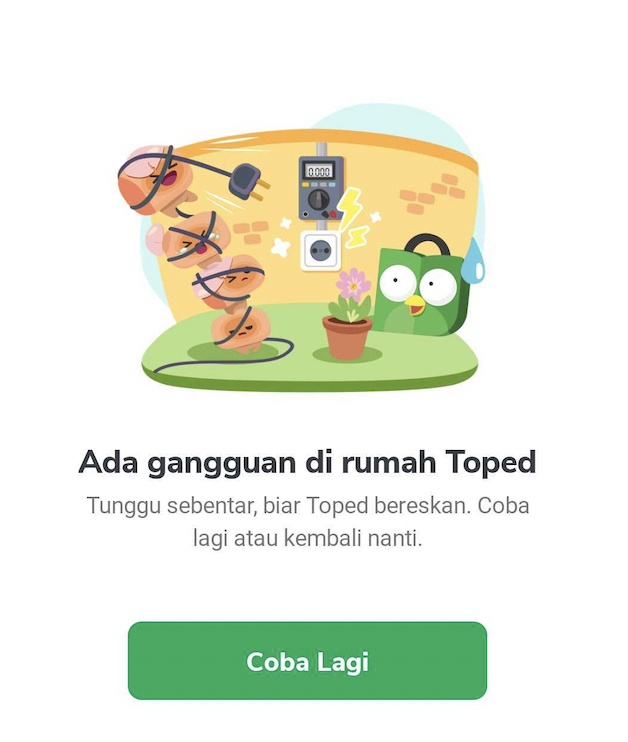 0.000
Ada gangguan di rumah Toped
Tunggu sebentar, biar Toped bereskan. Coba
lagi atau kembali nanti.
Coba Lagi